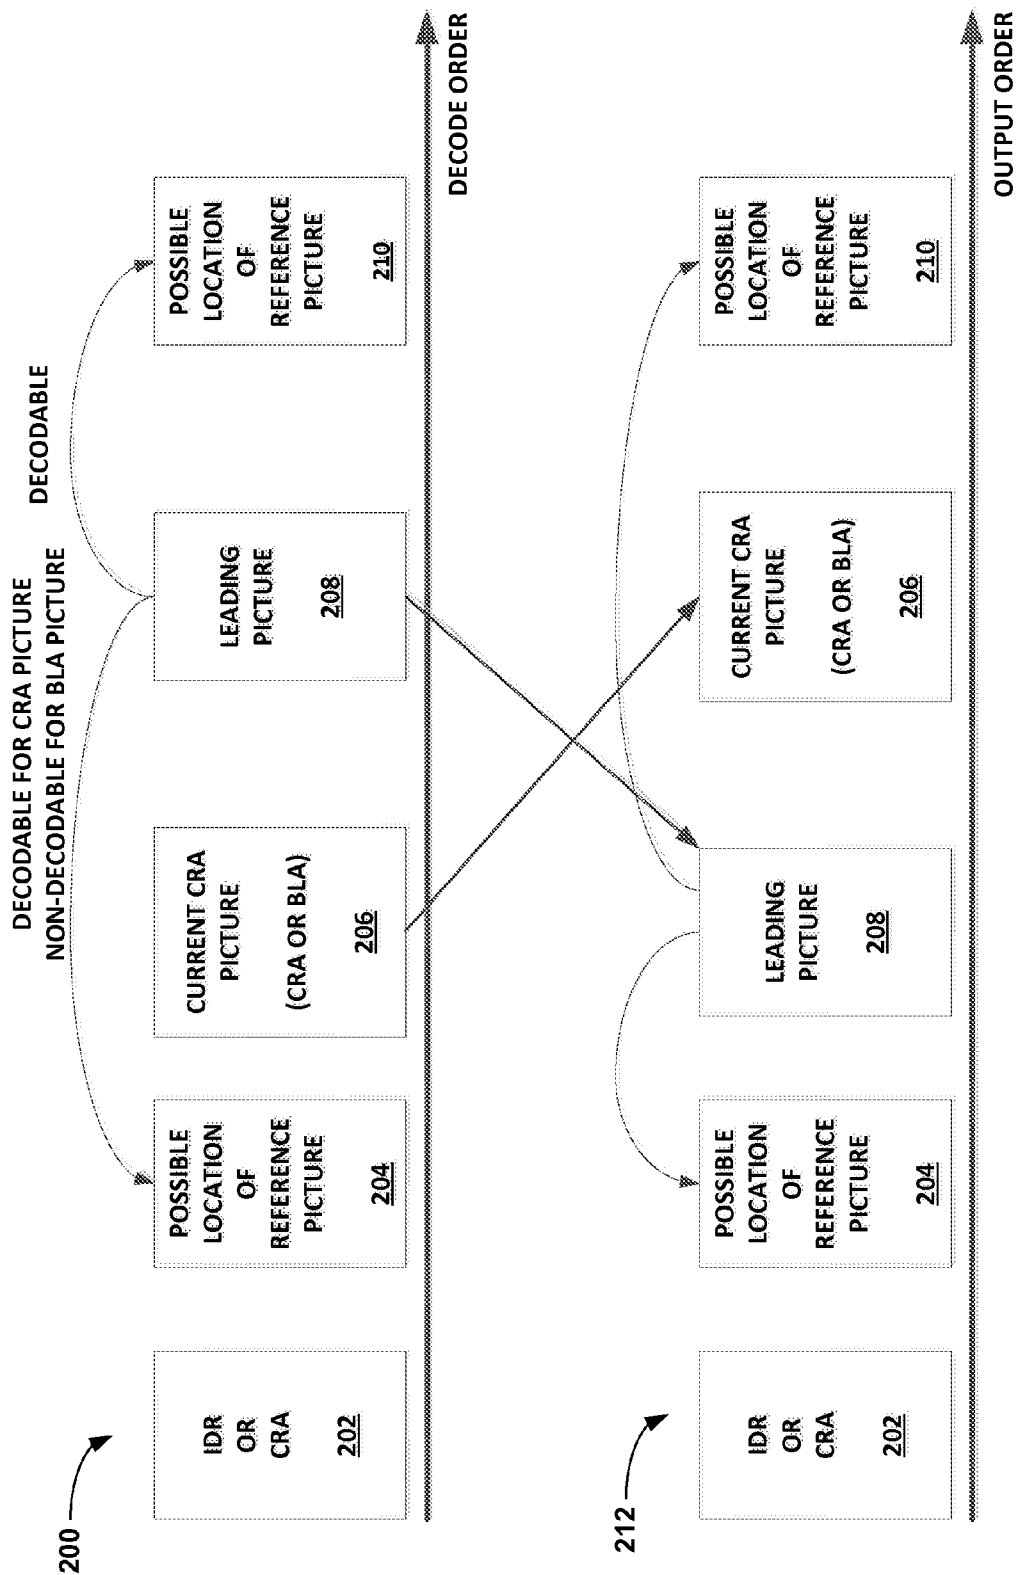 200
DECODABLE FOR CRA PICTURE
NON-DECODABLE FOR BLA PICTURE
DECODABLE
IDR
OR
CRA
202
POSSIBLE
LOCATION
OF
REFERENCE
PICTURE
204
CURRENT CRA
PICTURE
(CRA OR BLA)
206
LEADING
PICTURE
208
POSSIBLE
LOCATION
OF
REFERENCE
PICTURE
210
DECODE ORDER
212
IDR
OR
CRA
202
POSSIBLE
LOCATION
OF
REFERENCE
PICTURE
204
LEADING
PICTURE
208
CURRENT CRA
PICTURE
(CRA OR BLA)
206
POSSIBLE
LOCATION
OF
REFERENCE
PICTURE
210
OUTPUT ORDER